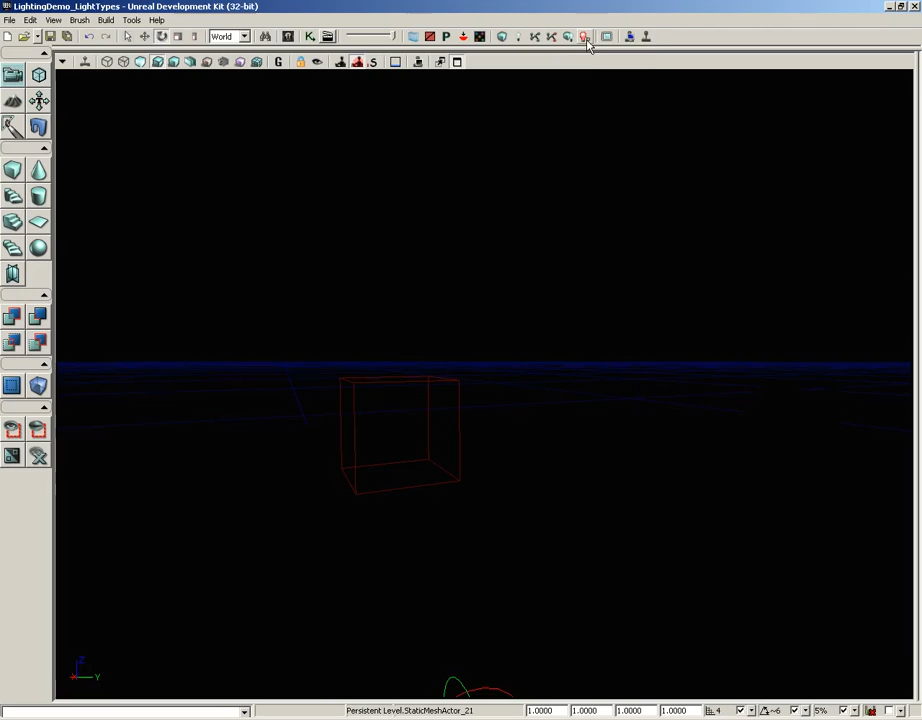 LightingDemo_LightTypes - Unreal Development Kit (32-bit)
File Edit View Brush Build Tools Help
World K P
G S
Z
X Y
Persistent Level.StaticMeshActor_21 1.0000 1.0000 1.0000 1.0000 4 ~6 5%